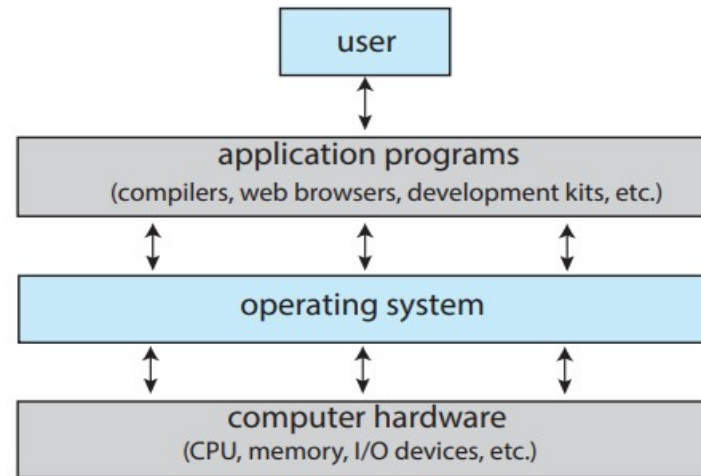 user
application programs
(compilers, web browsers, development kits, etc.)
operating system
computer hardware
(CPU, memory, I/O devices, etc.)